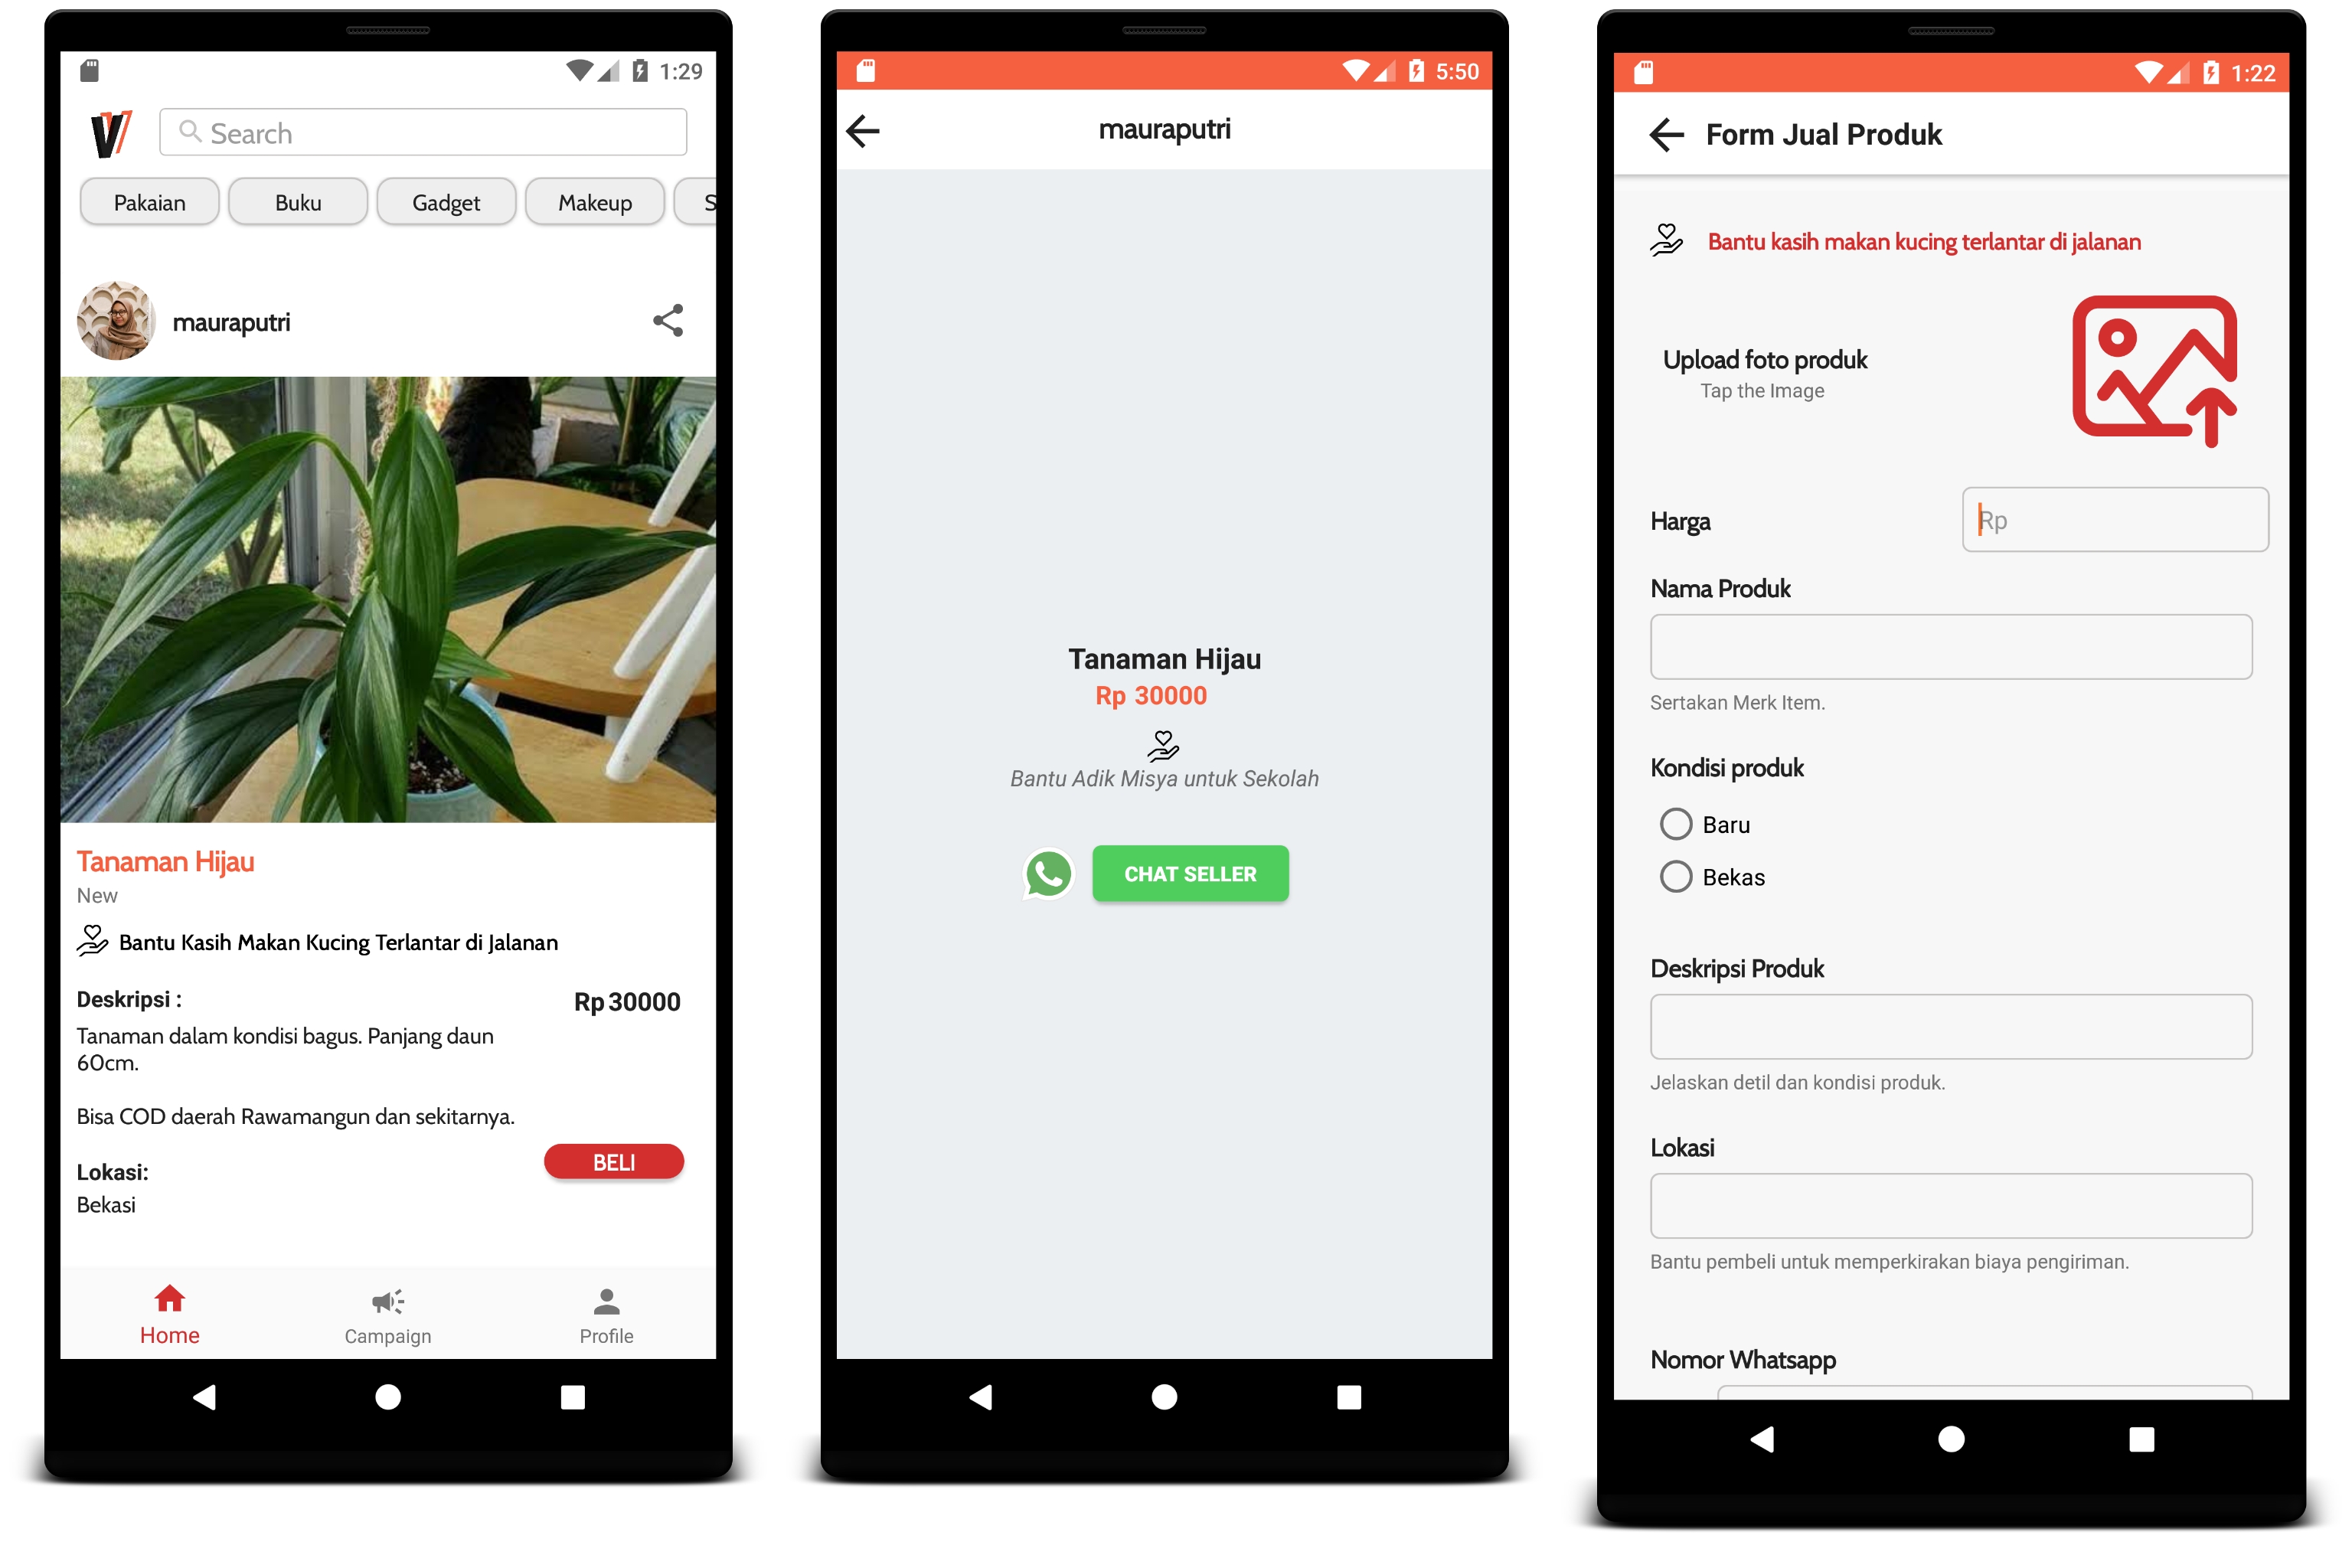 1:29
Search
Pakaian
Buku
Gadget
Makeup
S
mauraputri
Tanaman Hijau
New
Bantu Kasih Makan Kucing Terlantar di Jalanan
Deskripsi :
Rp 30000
Tanaman dalam kondisi bagus. Panjang daun
60cm.
Bisa COD daerah Rawamangun dan sekitarnya.
BELI
Lokasi:
Bekasi
Home
Campaign
Profile
5:50
mauraputri
Tanaman Hijau
Rp 30000
Bantu Adik Misya untuk Sekolah
CHAT SELLER
1:22
Form Jual Produk
Bantu kasih makan kucing terlantar di jalanan
Upload foto produk
Tap the Image
Harga
Rp
Nama Produk
Sertakan Merk Item.
Kondisi produk
Baru
Bekas
Deskripsi Produk
Jelaskan detil dan kondisi produk.
Lokasi
Bantu pembeli untuk memperkirakan biaya pengiriman.
Nomor Whatsapp